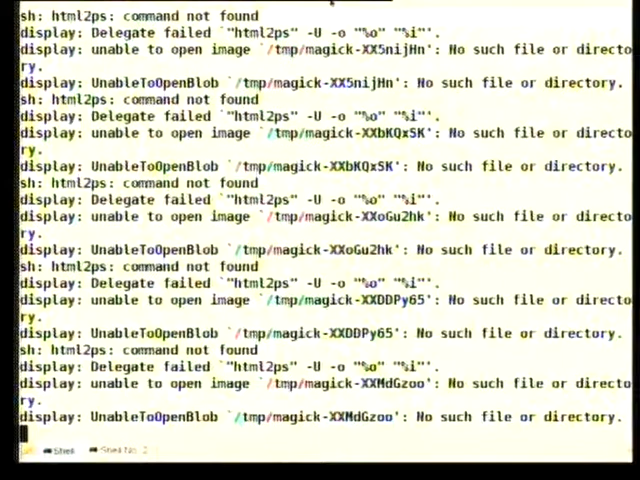 sh: html2ps: command not found
display: Delegate failed `"html2ps" -U -o "%o" "%i"'.
display: unable to open image `/tmp/magick-XX5nijHn': No such file or directo
ry.
display: UnableToOpenBlob `/tmp/magick-XX5nijHn': No such file or directory.
sh: html2ps: command not found
display: Delegate failed `"html2ps" -U -o "%o" "%i"'.
display: unable to open image `/tmp/magick-XXbKQxSK': No such file or directo
ry.
display: UnableToOpenBlob `/tmp/magick-XXbKQxSK': No such file or directory.
sh: html2ps: command not found
display: Delegate failed `"html2ps" -U -o "%o" "%i"'.
display: unable to open image `/tmp/magick-XXoGu2hk': No such file or directo
ry.
display: UnableToOpenBlob `/tmp/magick-XXoGu2hk': No such file or directory.
sh: html2ps: command not found
display: Delegate failed `"html2ps" -U -o "%o" "%i"'.
display: unable to open image `/tmp/magick-XXDDPy65': No such file or directo
ry.
display: UnableToOpenBlob `/tmp/magick-XXDDPy65': No such file or directory.
sh: html2ps: command not found
display: Delegate failed `"html2ps" -U -o "%o" "%i"'.
display: unable to open image `/tmp/magick-XXMdGzoo': No such file or directo
ry.
display: UnableToOpenBlob `/tmp/magick-XXMdGzoo': No such file or directory.
Shell Shell No. 2